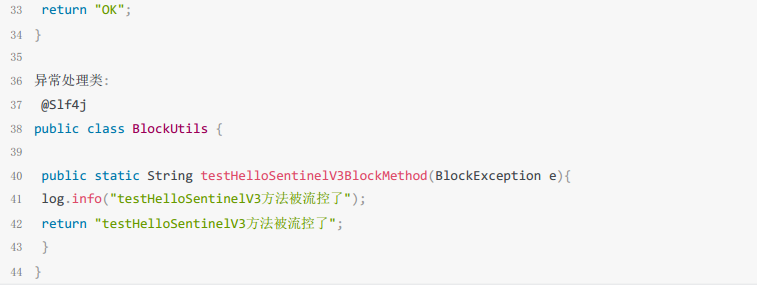 33 return "OK";
34 }
35
36 异常处理类:
37 @Slf4j
38 public class BlockUtils {
39
40 public static String testHelloSentinelV3BlockMethod(BlockException e){
41 log.info("testHelloSentinelV3方法被流控了");
42 return "testHelloSentinelV3方法被流控了";
43 }
44 }